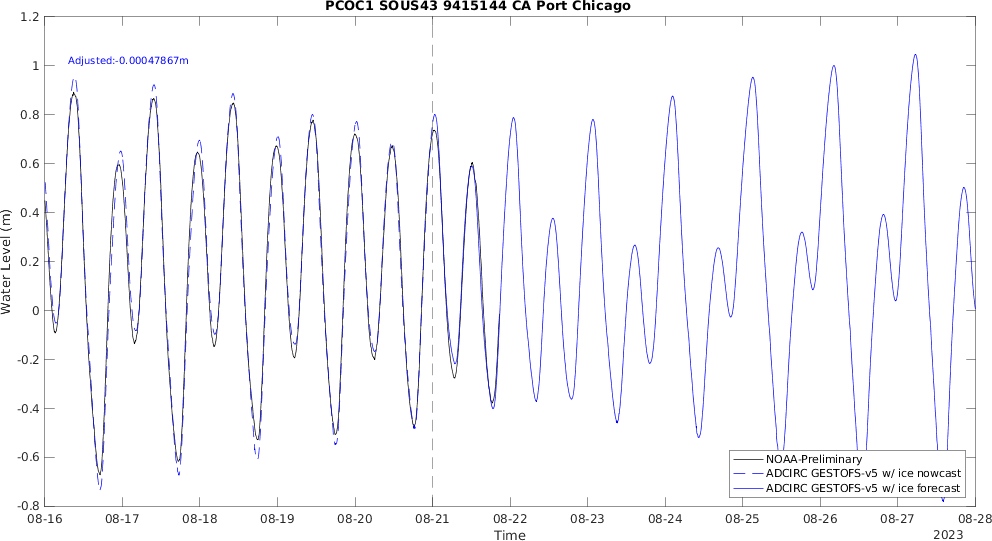 PCOC1 SOUS43 9415144 CA Port Chicago
Adjusted:-0.00047867m
1.2
1
0.8
0.6
0.4
0.2
0
-0.2
-0.4
-0.6
-0.8
Water Level (m)
NOAA-Preliminary
ADCIRC GESTOFS-v5 w/ ice nowcast
ADCIRC GESTOFS-v5 w/ ice forecast
08-16 08-17 08-18 08-19 08-20 08-21 08-22 08-23 08-24 08-25 08-26 08-27 08-28
Time
2023